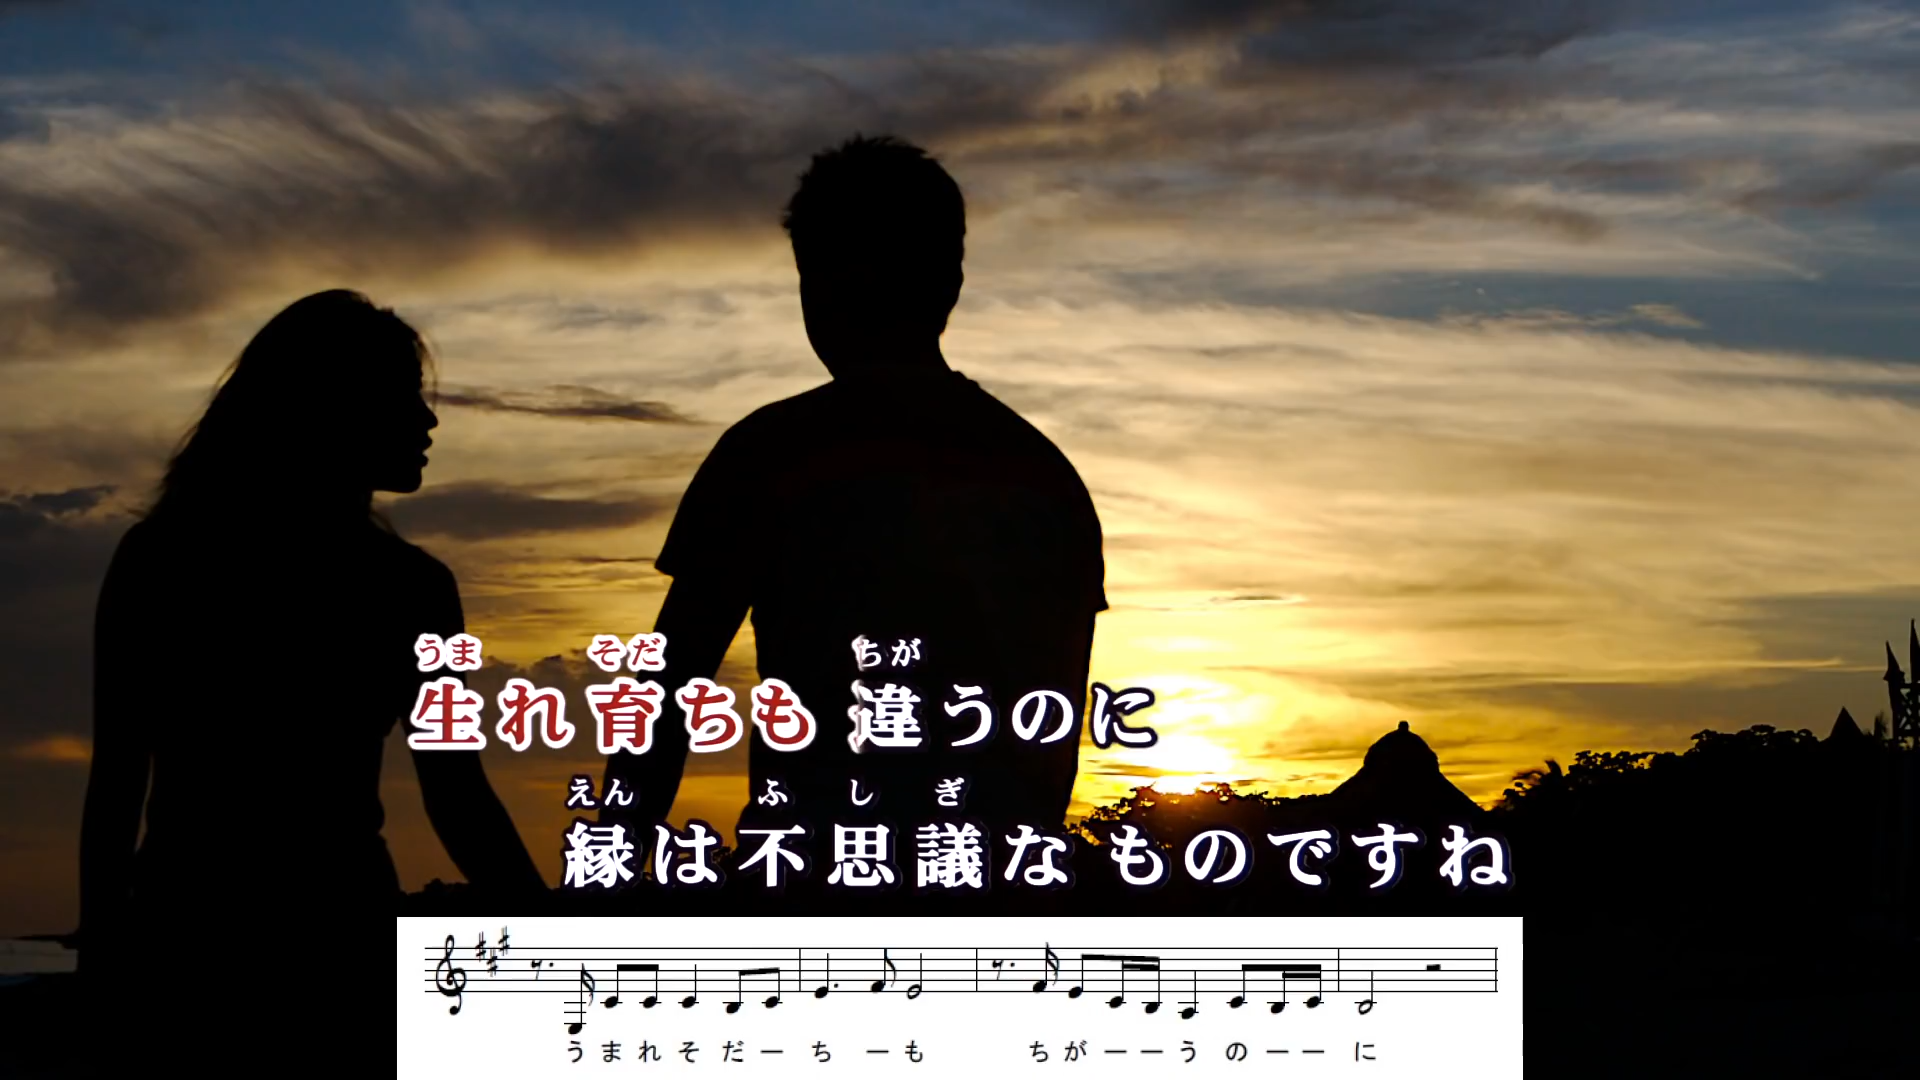 うま そだ ちが
生れ育ちも 違うのに
えん ふ し ぎ
縁は不思議な ものですね
うまれそだーちーも ちがーーうのーーに